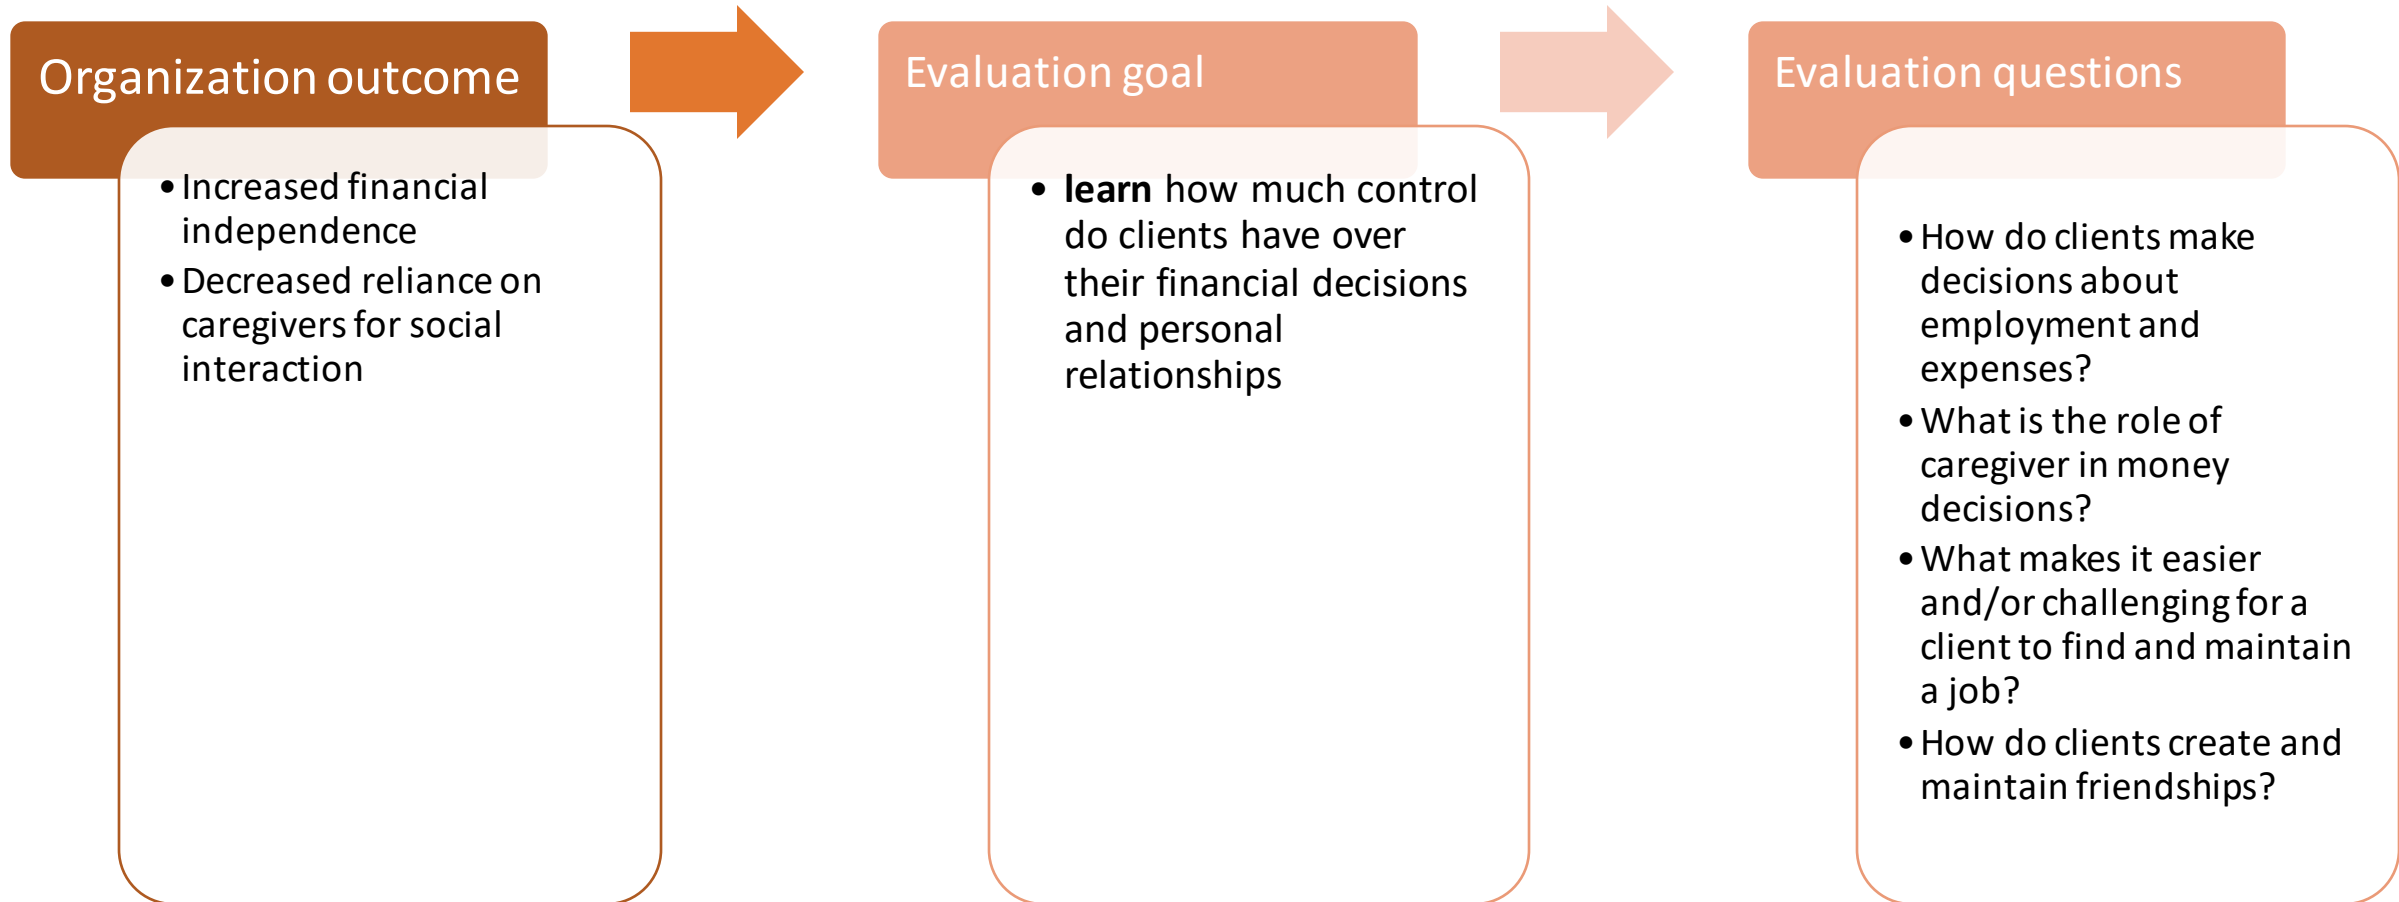 Organization outcome
•Increased financial
independence
•Decreased reliance on
caregivers for social
interaction
Evaluation goal
• learn how much control
do clients have over
their financial decisions
and personal
relationships
Evaluation questions
•How do clients make
decisions about
employment and
expenses?
•What is the role of
caregiver in money
decisions?
•What makes it easier
and/or challenging for a
client to find and maintain
a job?
•How do clients create and
maintain friendships?